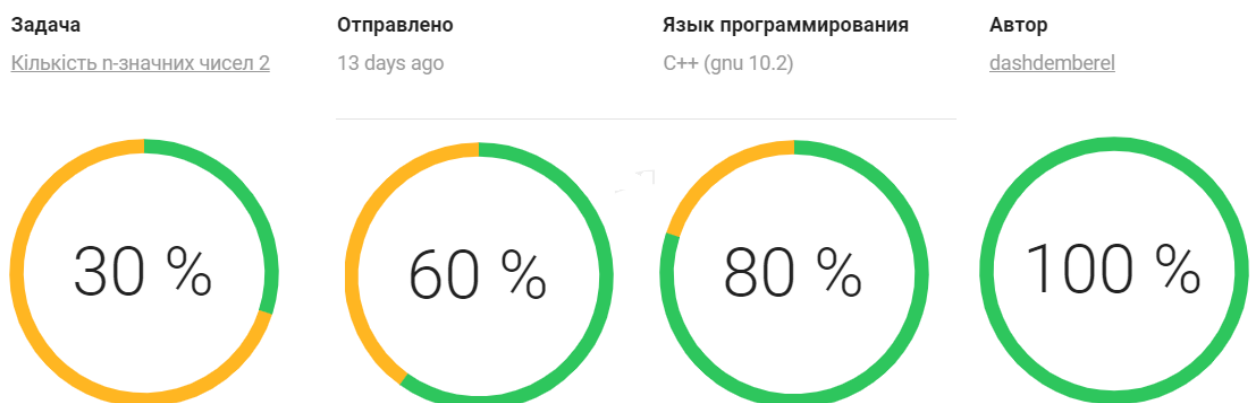 Задача
Отправлено
Язык программирования
Автор
Кількість n-значних чисел 2
13 days ago
C++ (gnu 10.2)
dashdemberel
30 %
60 %
80 %
100 %